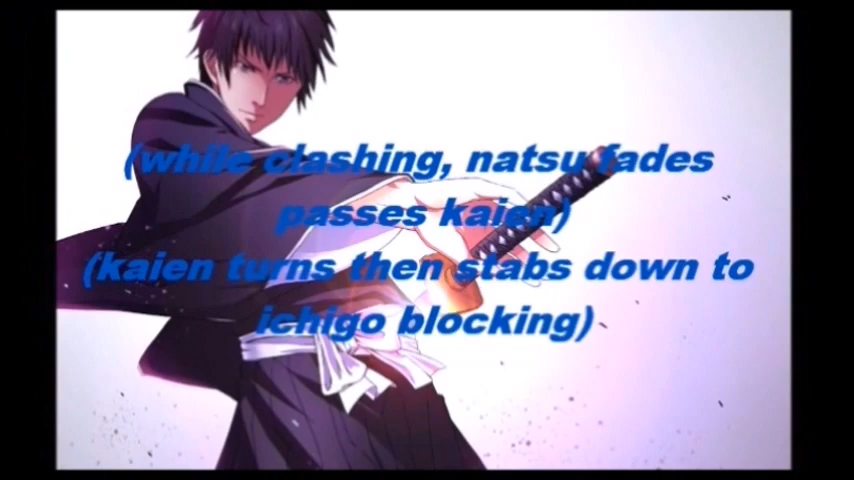 (while clashing, natsu fades
passes kaien)
(kaien turns then stabs down to
ichigo blocking)